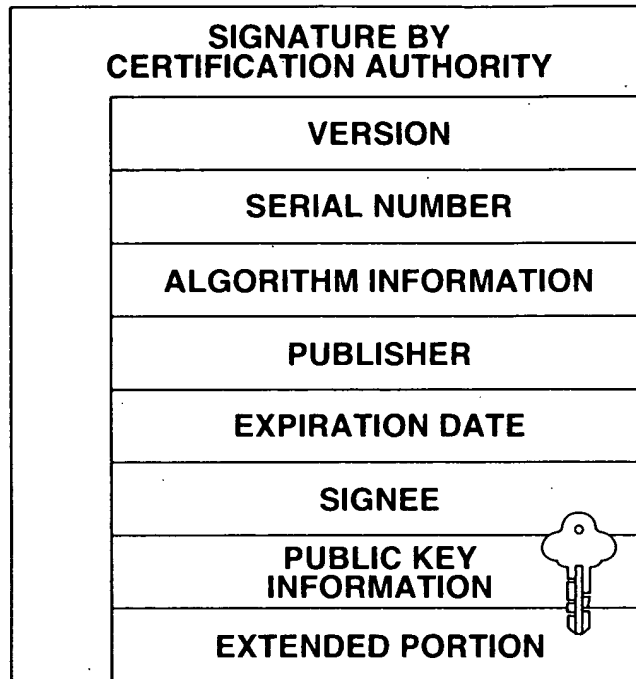 SIGNATURE BY
CERTIFICATION AUTHORITY
VERSION
SERIAL NUMBER
ALGORITHM INFORMATION
PUBLISHER
EXPIRATION DATE
SIGNEE
PUBLIC KEY
INFORMATION
EXTENDED PORTION